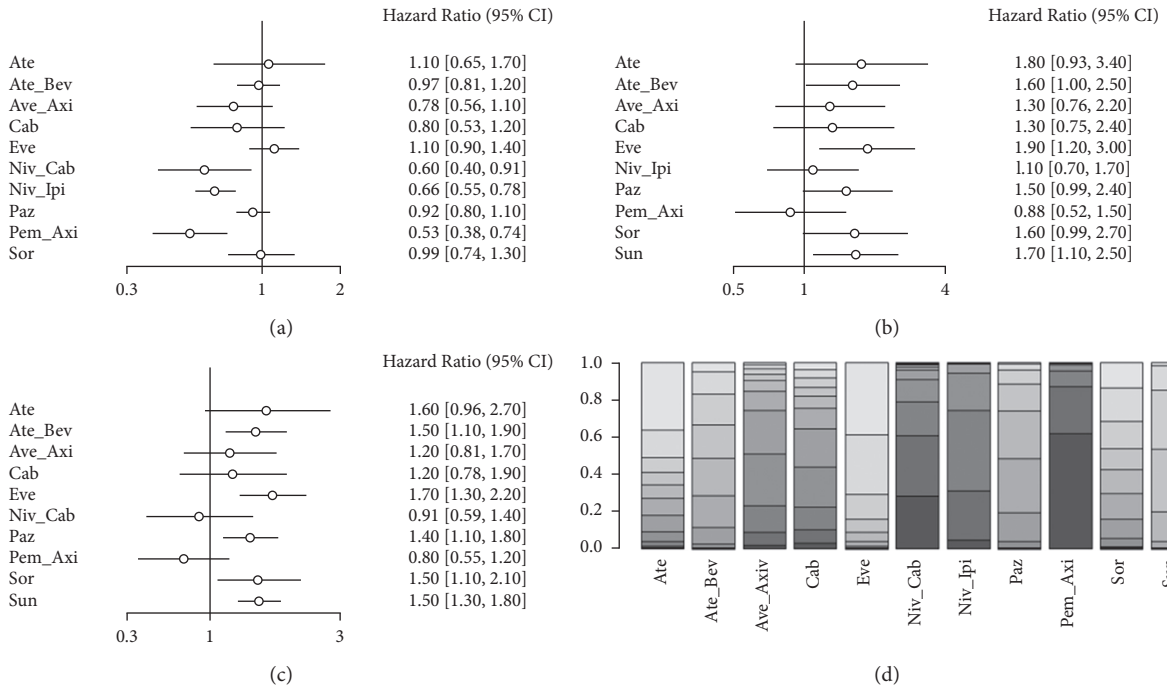 Hazard Ratio (95% CI)
Ate 1.10 [0.65, 1.70]
Ate_Bev 0.97 [0.81, 1.20]
Ave_Axi 0.78 [0.56, 1.10]
Cab 0.80 [0.53, 1.20]
Eve 1.10 [0.90, 1.40]
Niv_Cab 0.60 [0.40, 0.91]
Niv_Ipi 0.66 [0.55, 0.78]
Paz 0.92 [0.80, 1.10]
Pem_Axi 0.53 [0.38, 0.74]
Sor 0.99 [0.74, 1.30]
0.3 1 2
(a)
Hazard Ratio (95% CI)
Ate 1.80 [0.93, 3.40]
Ate_Bev 1.60 [1.00, 2.50]
Ave_Axi 1.30 [0.76, 2.20]
Cab 1.30 [0.75, 2.40]
Eve 1.90 [1.20, 3.00]
Niv_Ipi l.10 [0.70, 1.70]
Paz 1.50 [0.99, 2.40]
Pem_Axi 0.88 [0.52, 1.50]
Sor 1.60 [0.99, 2.70]
Sun 1.70 [1.10, 2.50]
0.5 1 4
(b)
Hazard Ratio (95% CI)
Ate 1.60 [0.96, 2.70]
Ate_Bev 1.50 [1.10, 1.90]
Ave_Axi 1.20 [0.81, 1.70]
Cab 1.20 [0.78, 1.90]
Eve 1.70 [1.30, 2.20]
Niv_Cab 0.91 [0.59, 1.40]
Paz 1.40 [1.10, 1.80]
Pem_Axi 0.80 [0.55, 1.20]
Sor 1.50 [1.10, 2.10]
Sun 1.50 [1.30, 1.80]
0.3 1 3
(c)
1.0
0.8
0.6
0.4
0.2
0.0
Ate
Ate_Bev
Ave_Axiv
Cab
Eve
Niv_Cab
Niv_Ipi
Paz
Pem_Axi
Sor
(d)